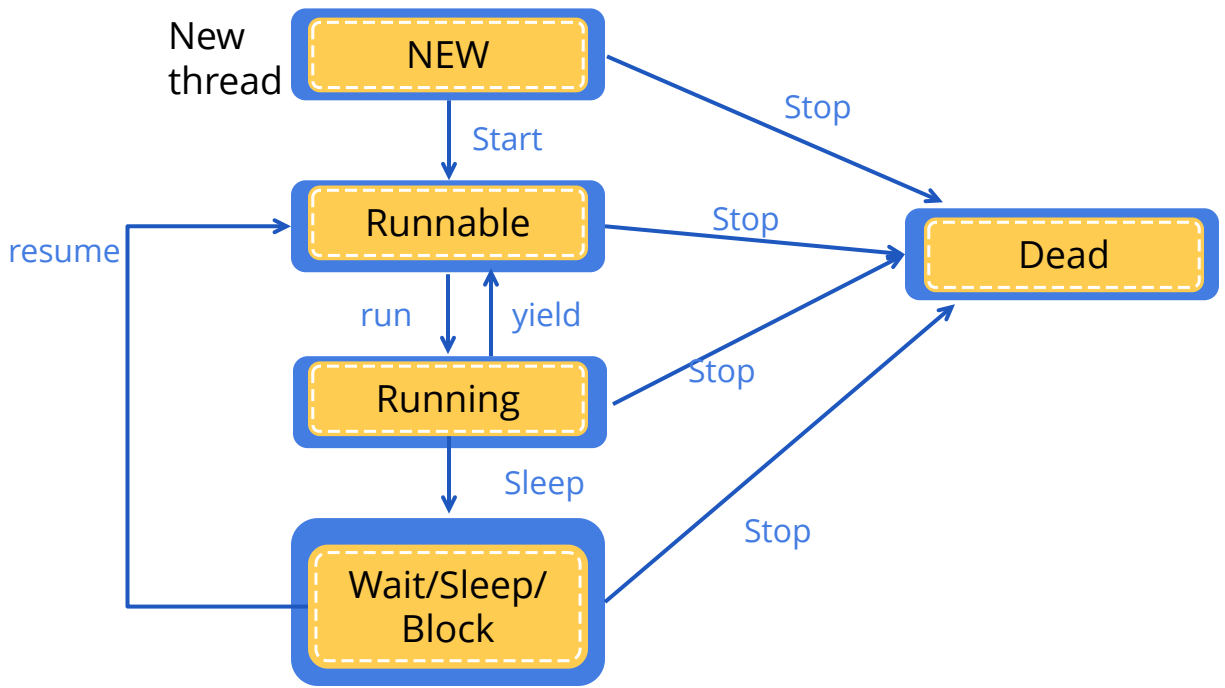 New
thread
NEW
Stop
Start
Runnable
Stop
Dead
resume
run
yield
Running
Stop
Sleep
Stop
Wait/Sleep/
Block